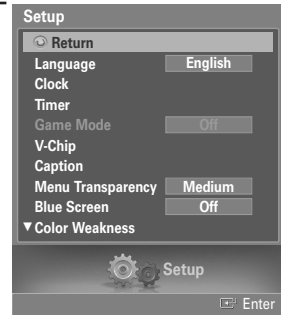 Setup
Return
Language English
Clock
Timer
Game Mode Off
V-Chip
Caption
Menu Transparency Medium
Blue Screen Off
▼Color Weakness
Setup
Enter